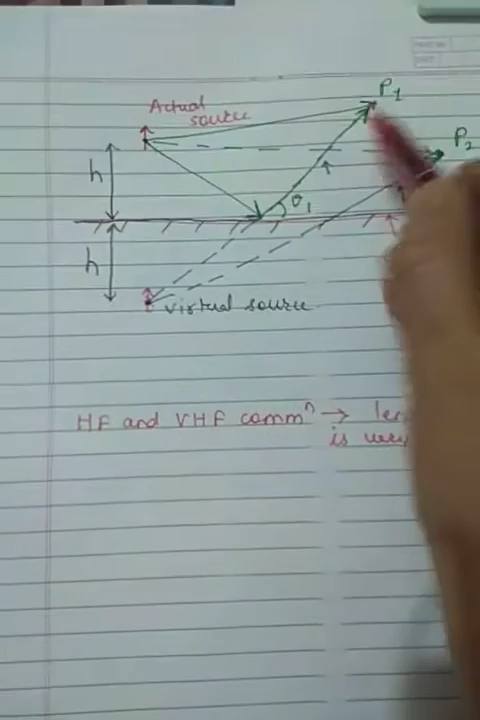 P1
Actual
source
P2
h
θ1
h
virtual source
HF and VHF commⁿ →
is